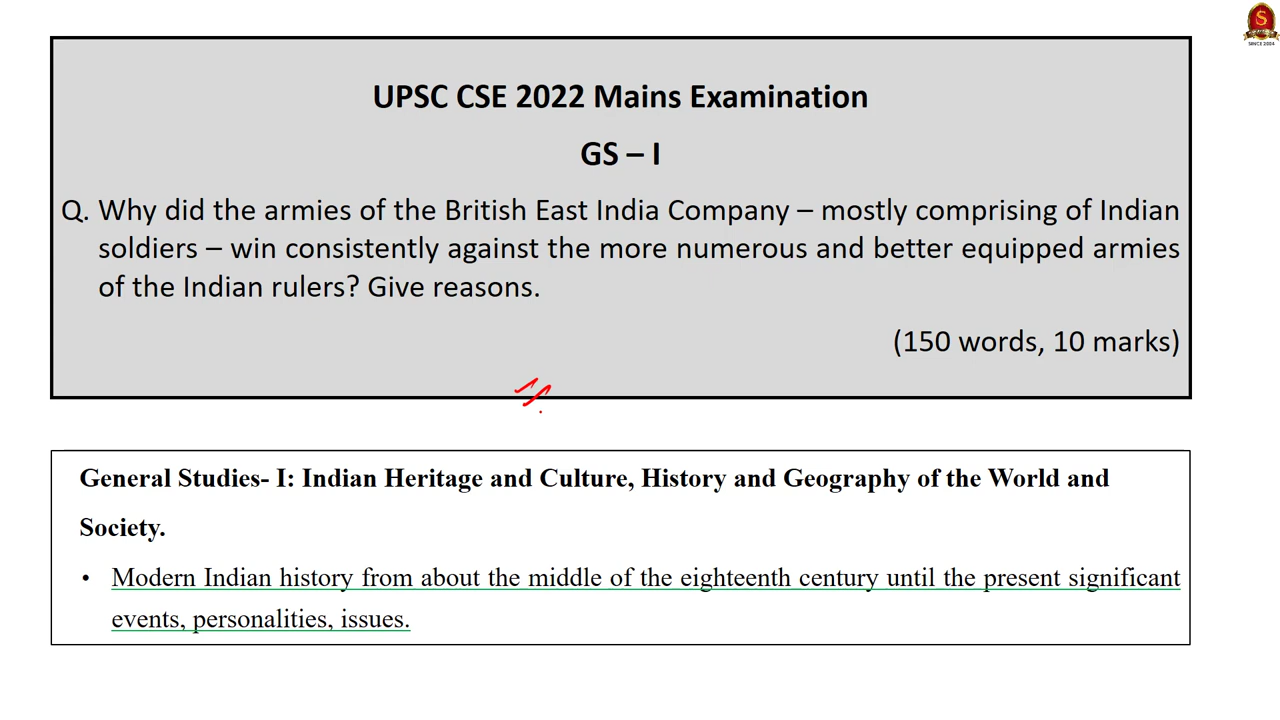 S
SINCE 2004
UPSC CSE 2022 Mains Examination
GS – I
Q. Why did the armies of the British East India Company – mostly comprising of Indian
soldiers – win consistently against the more numerous and better equipped armies
of the Indian rulers? Give reasons.
(150 words, 10 marks)
General Studies- I: Indian Heritage and Culture, History and Geography of the World and
Society.
• Modern Indian history from about the middle of the eighteenth century until the present significant
events, personalities, issues.